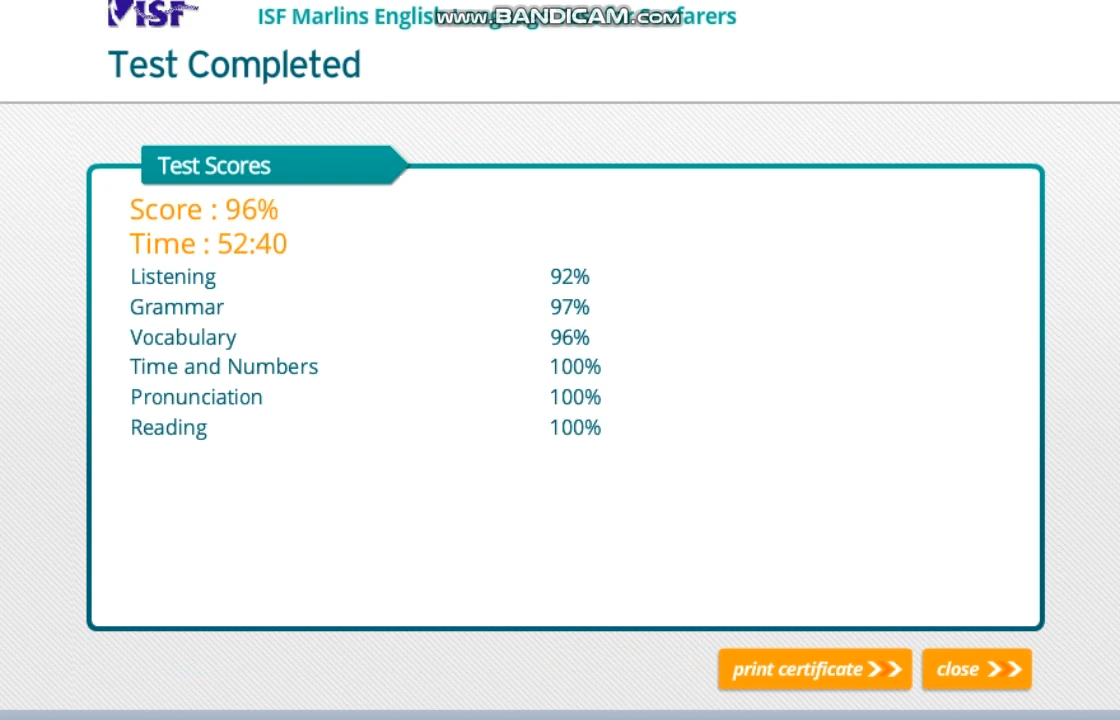 ISF
ISF Marlins English farers
www.BANDICAM.com
Test Completed
Test Scores
Score : 96%
Time : 52:40
Listening 92%
Grammar 97%
Vocabulary 96%
Time and Numbers 100%
Pronunciation 100%
Reading 100%
print certificate
close